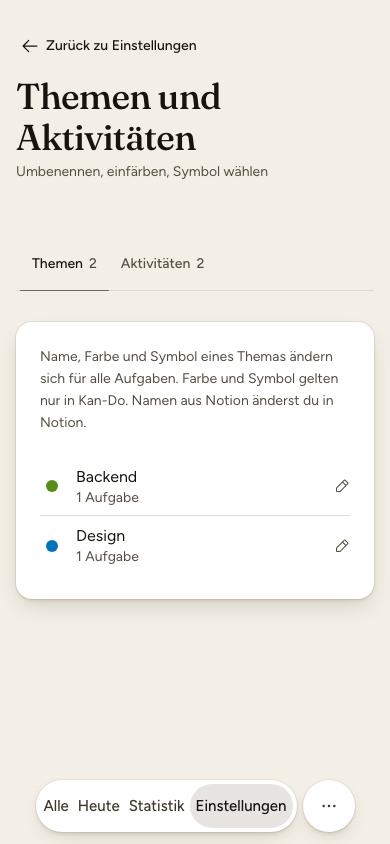 Zurück zu Einstellungen
Themen und
Aktivitäten
Umbenennen, einfärben, Symbol wählen
Themen 2 Aktivitäten 2
Name, Farbe und Symbol eines Themas ändern
sich für alle Aufgaben. Farbe und Symbol gelten
nur in Kan-Do. Namen aus Notion änderst du in
Notion.
Backend
1 Aufgabe
Design
1 Aufgabe
Alle Heute Statistik Einstellungen